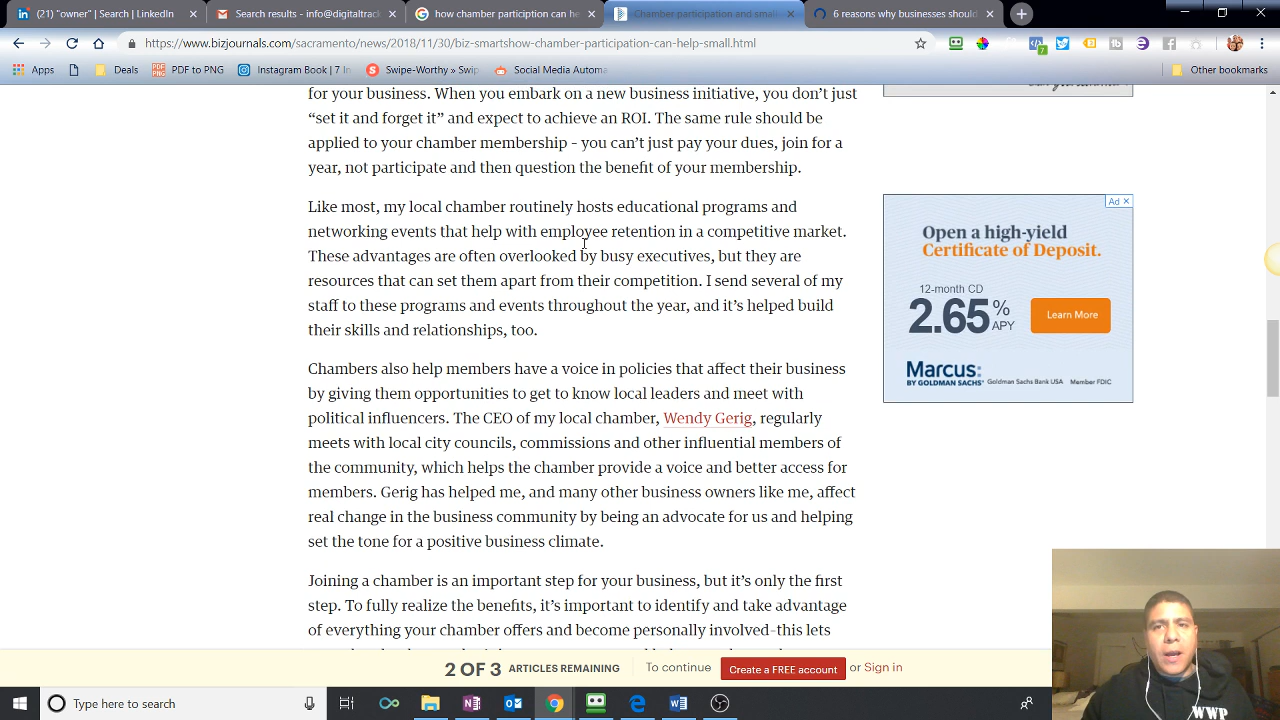 (21) "owner" | Search | LinkedIn
Search results - info@digitaltrack
how chamber particiption can he
Chamber participation and small
6 reasons why businesses should
https://www.bizjournals.com/sacramento/news/2018/11/30/biz-smartshow-chamber-participation-can-help-small.html
7
Apps
Deals
PDF to PNG
Instagram Book | 7 In
Swipe-Worthy × Swip
Social Media Automa
Other bookmarks
for your business. When you embark on a new business initiative, you don’t just
“set it and forget it” and expect to achieve an ROI. The same rule should be
applied to your chamber membership – you can’t just pay your dues, join for a
year, not participate and then question the benefit of your membership.
Like most, my local chamber routinely hosts educational programs and
networking events that help with employee retention in a competitive market.
These advantages are often overlooked by busy executives, but they are
resources that can set them apart from their competition. I send several of my
staff to these programs and events throughout the year, and it’s helped build
their skills and relationships, too.
Chambers also help members have a voice in policies that affect their business
by giving them opportunities to get to know local leaders and meet with
political influencers. The CEO of my local chamber, Wendy Gerig, regularly
meets with local city councils, commissions and other influential members of
the community, which helps the chamber provide a voice and better access for
members. Gerig has helped me, and many other business owners like me, affect
real change in the business community by being an advocate for us and helping
set the tone for a positive business climate.
Joining a chamber is an important step for your business, but it’s only the first
step. To fully realize the benefits, it’s important to identify and take advantage
of everything your chamber offers and become personally involved–this lets
Ad
Open a high-yield
Certificate of Deposit.
12-month CD
2.65% APY
Learn More
Marcus:
BY GOLDMAN SACHS®
Goldman Sachs Bank USA
Member FDIC
2 OF 3 ARTICLES REMAINING
To continue
Create a FREE account
or Sign in
Type here to search
WWP